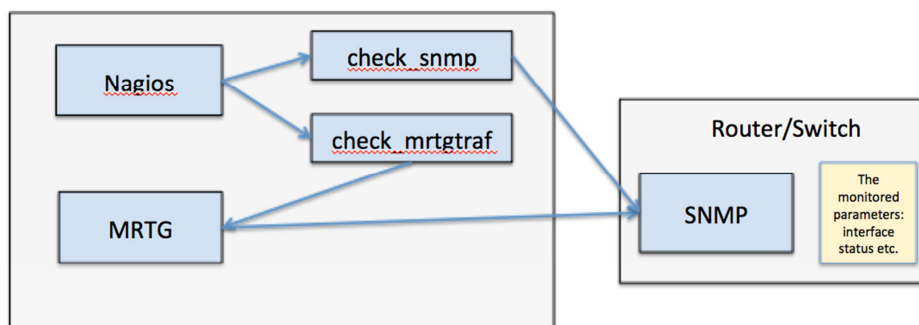 Nagios
check_snmp
check_mrtgtraf
MRTG
Router/Switch
SNMP
The
monitored
parameters:
interface
status etc.